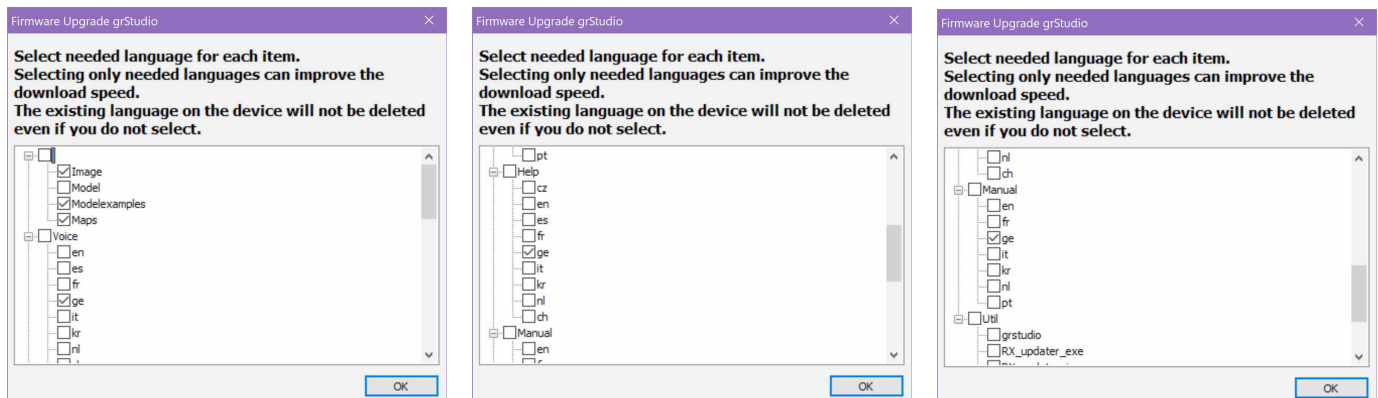 Firmware Upgrade grStudio
Select needed language for each item.
Selecting only needed languages can improve the
download speed.
The existing language on the device will not be deleted
even if you do not select.
Image
Model
Modelexamples
Maps
Voice
en
es
fr
ge
it
kr
nl
OK
Firmware Upgrade grStudio
Select needed language for each item.
Selecting only needed languages can improve the
download speed.
The existing language on the device will not be deleted
even if you do not select.
pt
Help
cz
en
es
fr
ge
it
kr
nl
ch
Manual
en
OK
Firmware Upgrade grStudio
Select needed language for each item.
Selecting only needed languages can improve the
download speed.
The existing language on the device will not be deleted
even if you do not select.
nl
ch
Manual
en
fr
ge
it
kr
nl
pt
Util
grstudio
RX_updater_exe
OK